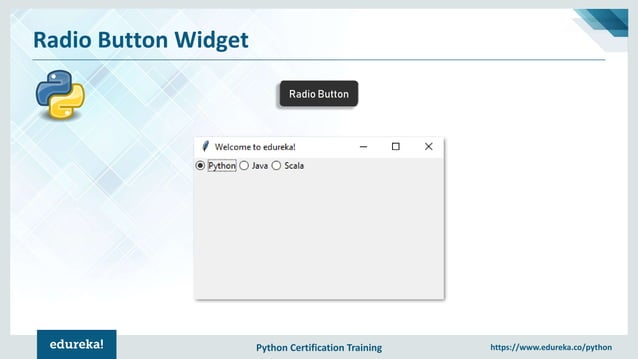 Radio Button Widget
Radio Button
Welcome to edureka!
Python Java Scala
edureka!
Python Certification Training
https://www.edureka.co/python